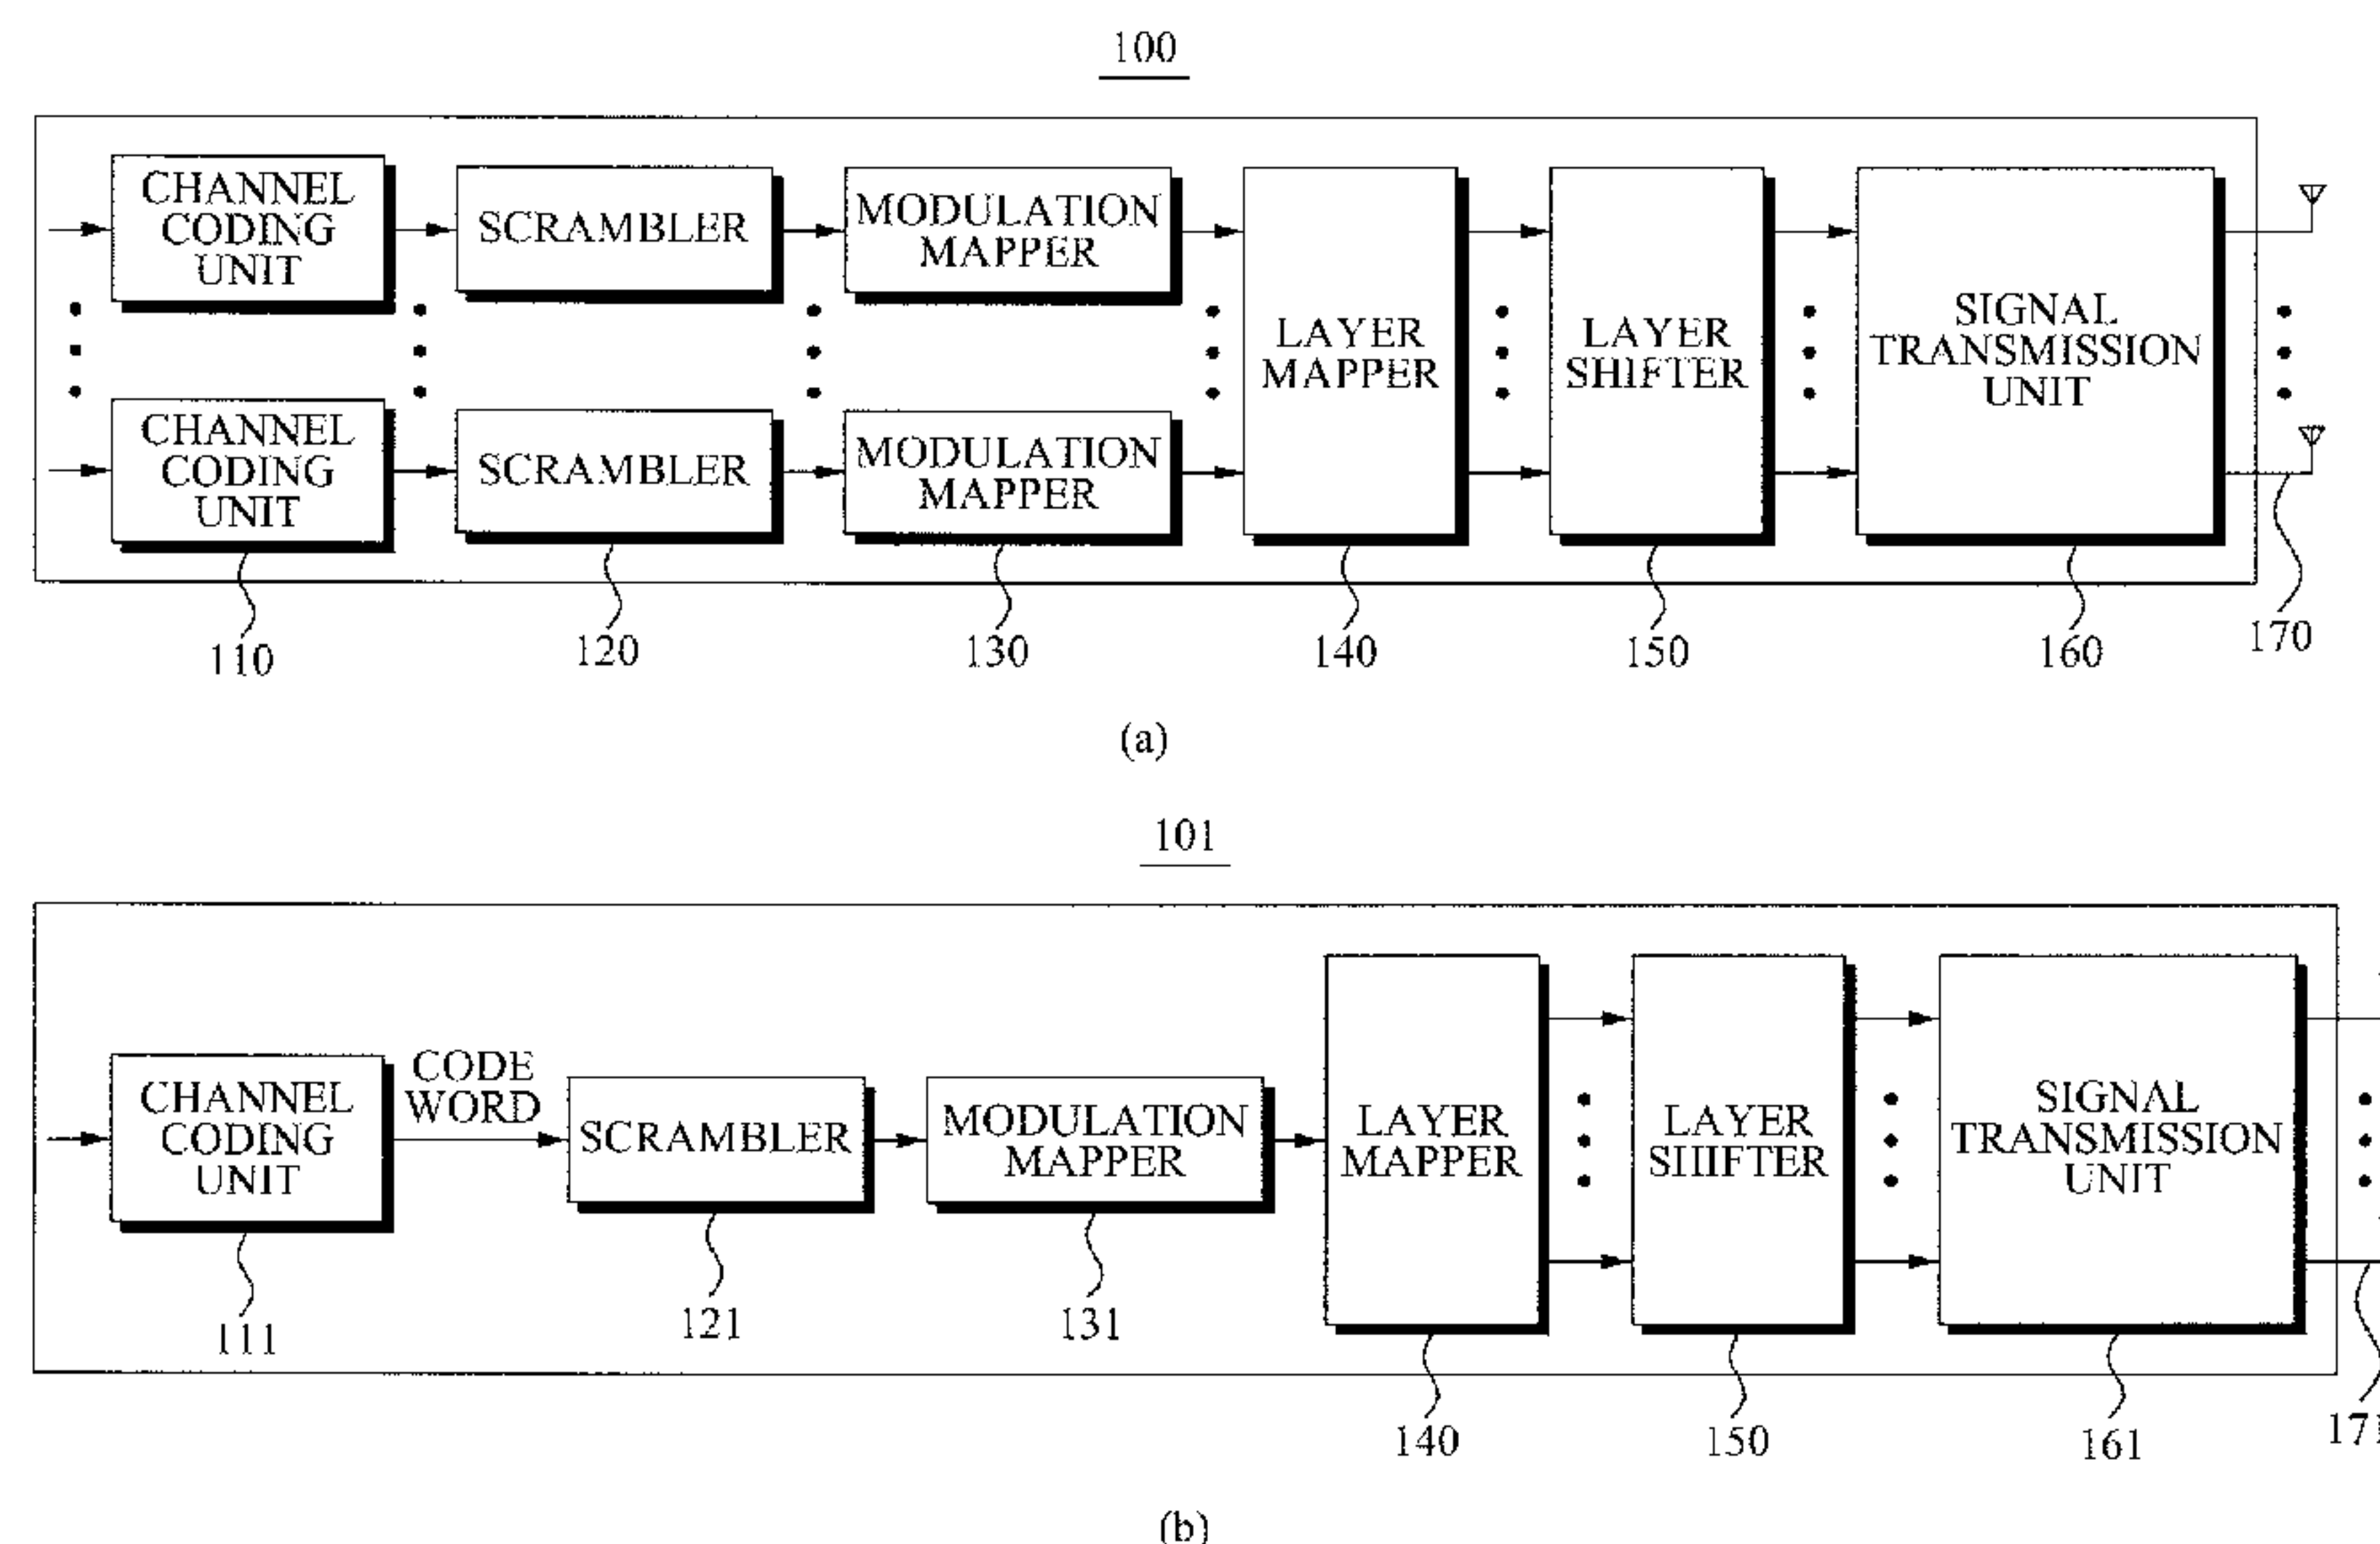 100
CHANNEL
CODING
UNIT
SCRAMBLER
MODULATION
MAPPER
LAYER
MAPPER
LAYER
SHIFTER
SIGNAL
TRANSMISSION
UNIT
CHANNEL
CODING
UNIT
SCRAMBLER
MODULATION
MAPPER
110
120
130
140
150
160
170
(a)
101
CHANNEL
CODING
UNIT
CODE
WORD
SCRAMBLER
MODULATION
MAPPER
LAYER
MAPPER
LAYER
SHIFTER
SIGNAL
TRANSMISSION
UNIT
111
121
131
140
150
161
171
(b)